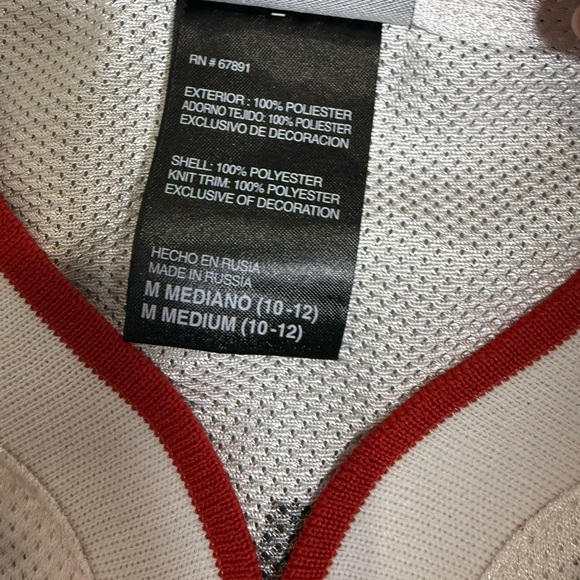 RN # 67891
EXTERIOR : 100% POLIESTER
ADORNO TEJIDO: 100% POLIESTER
EXCLUSIVO DE DECORACION
SHELL: 100% POLYESTER
KNIT TRIM: 100% POLYESTER
EXCLUSIVE OF DECORATION
HECHO EN RUSIA
MADE IN RUSSIA
M MEDIANO (10-12)
M MEDIUM (10-12)